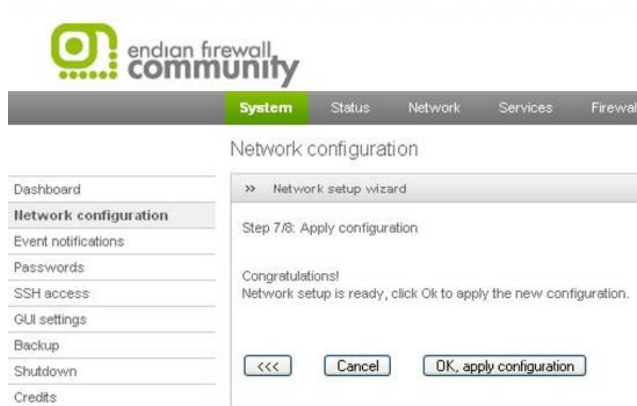 endian firewall
community
System Status Network Services Firewal
Network configuration
Dashboard
Network configuration
Event notifications
Passwords
SSH access
GUI settings
Backup
Shutdown
Credits
>> Network setup wizard
Step 7/8: Apply configuration
Congratulations!
Network setup is ready, click Ok to apply the new configuration.
<<< Cancel OK, apply configuration